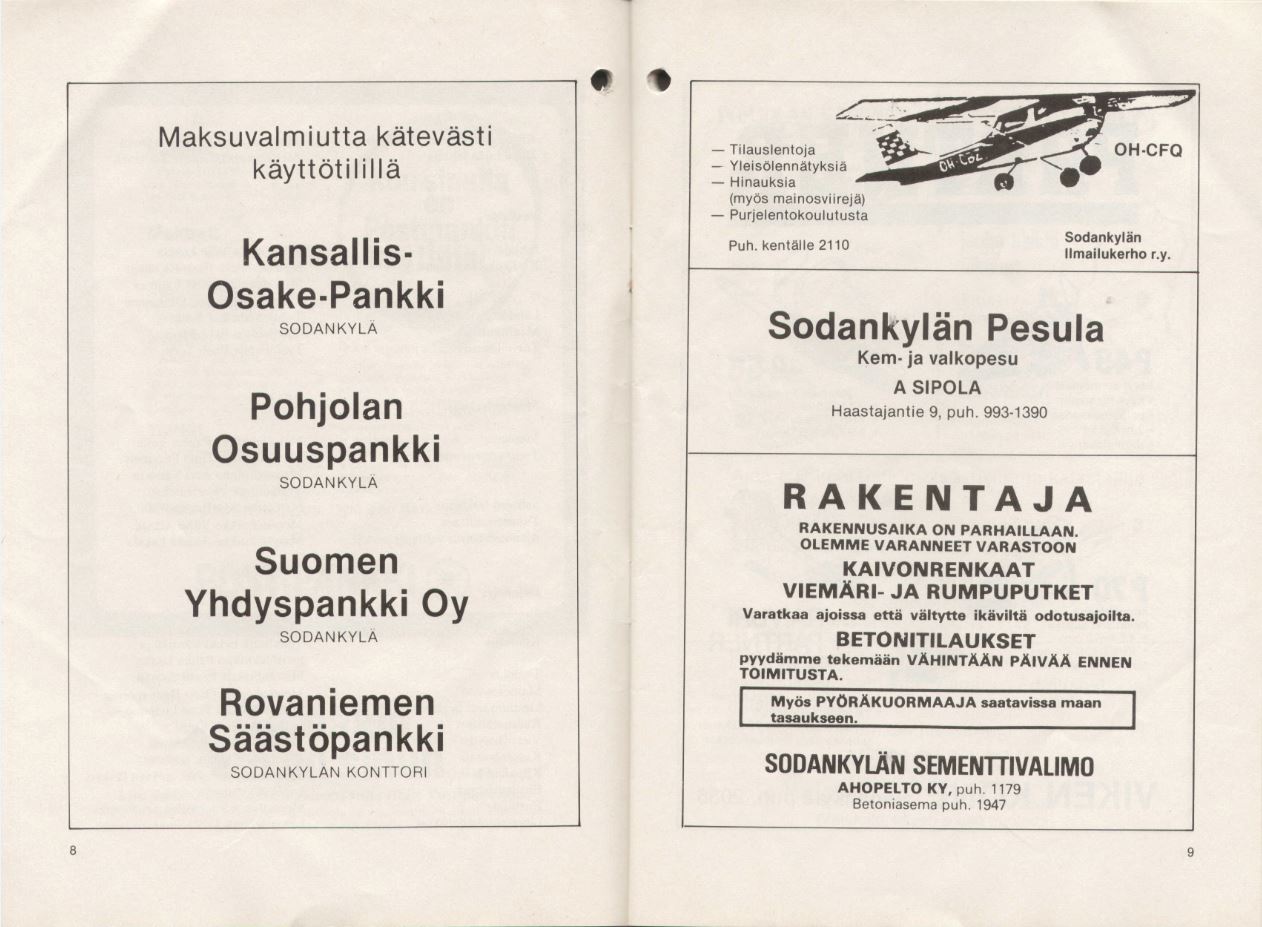 Maksuvalmiutta kätevästi
käyttötilillä
Kansallis-
Osake-Pankki
SODANKYLÄ
Pohjolan
Osuuspankki
SODANKYLÄ
Suomen
Yhdyspankki Oy
SODANKYLÄ
Rovaniemen
Säästöpankki
SODANKYLÄN KONTTORI
8
— Tilauslentoja
— Yleisölennätyksiä
— Hinauksia
(myös mainosviirejä)
— Purjelentokoulutusta
Puh. kentälle 2110
OH-CFQ
Sodankylän
Ilmailukerho r.y.
Sodankylän Pesula
Kem- ja valkopesu
A SIPOLA
Haastajantie 9, puh. 993-1390
RAKENTAJA
RAKENNUSAIKA ON PARHAILLAAN.
OLEMME VARANNEET VARASTOON
KAIVONRENKAAT
VIEMÄRI- JA RUMPUPUTKET
Varatkaa ajoissa että vältytte ikäviltä odotusajoilta.
BETONITILAUKSET
pyydämme tekemään VÄHINTÄÄN PÄIVÄÄ ENNEN
TOIMITUSTA.
Myös PYÖRÄKUORMAAJA saatavissa maan
tasaukseen.
SODANKYLÄN SEMENTTIVALIMO
AHOPELTO KY, puh. 1179
Betoniasema puh. 1947
9